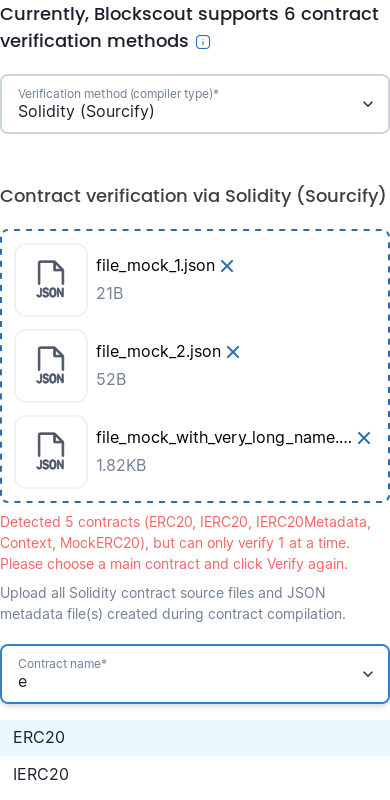 Currently, Blockscout supports 6 contract
verification methods
Verification method (compiler type)*
Solidity (Sourcify)
Contract verification via Solidity (Sourcify)
JSON
file_mock_1.json
21B
JSON
file_mock_2.json
52B
JSON
file_mock_with_very_long_name....
1.82KB
Detected 5 contracts (ERC20, IERC20, IERC20Metadata,
Context, MockERC20), but can only verify 1 at a time.
Please choose a main contract and click Verify again.
Upload all Solidity contract source files and JSON
metadata file(s) created during contract compilation.
Contract name*
e
ERC20
IERC20